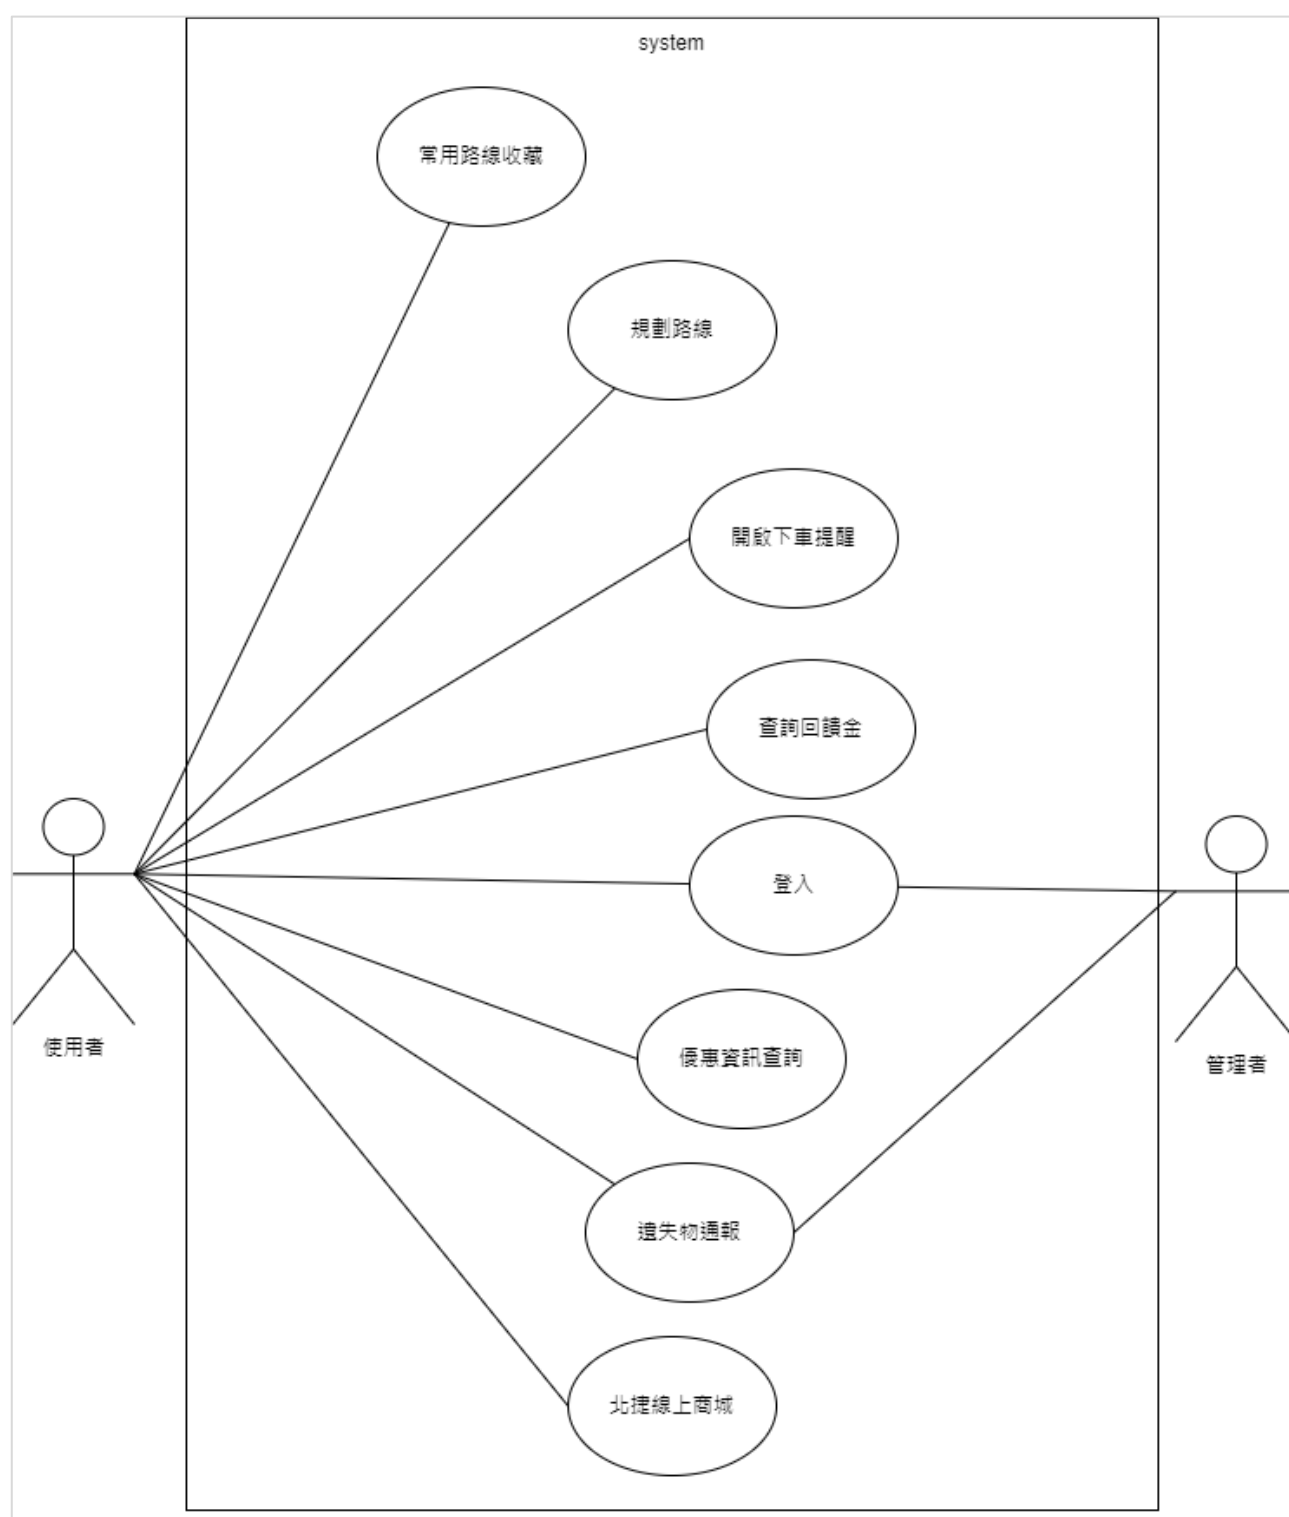 system
常用路線收藏
規劃路線
開啟下車提醒
查詢回饋金
登入
使用者
管理者
優惠資訊查詢
遺失物通報
北捷線上商城